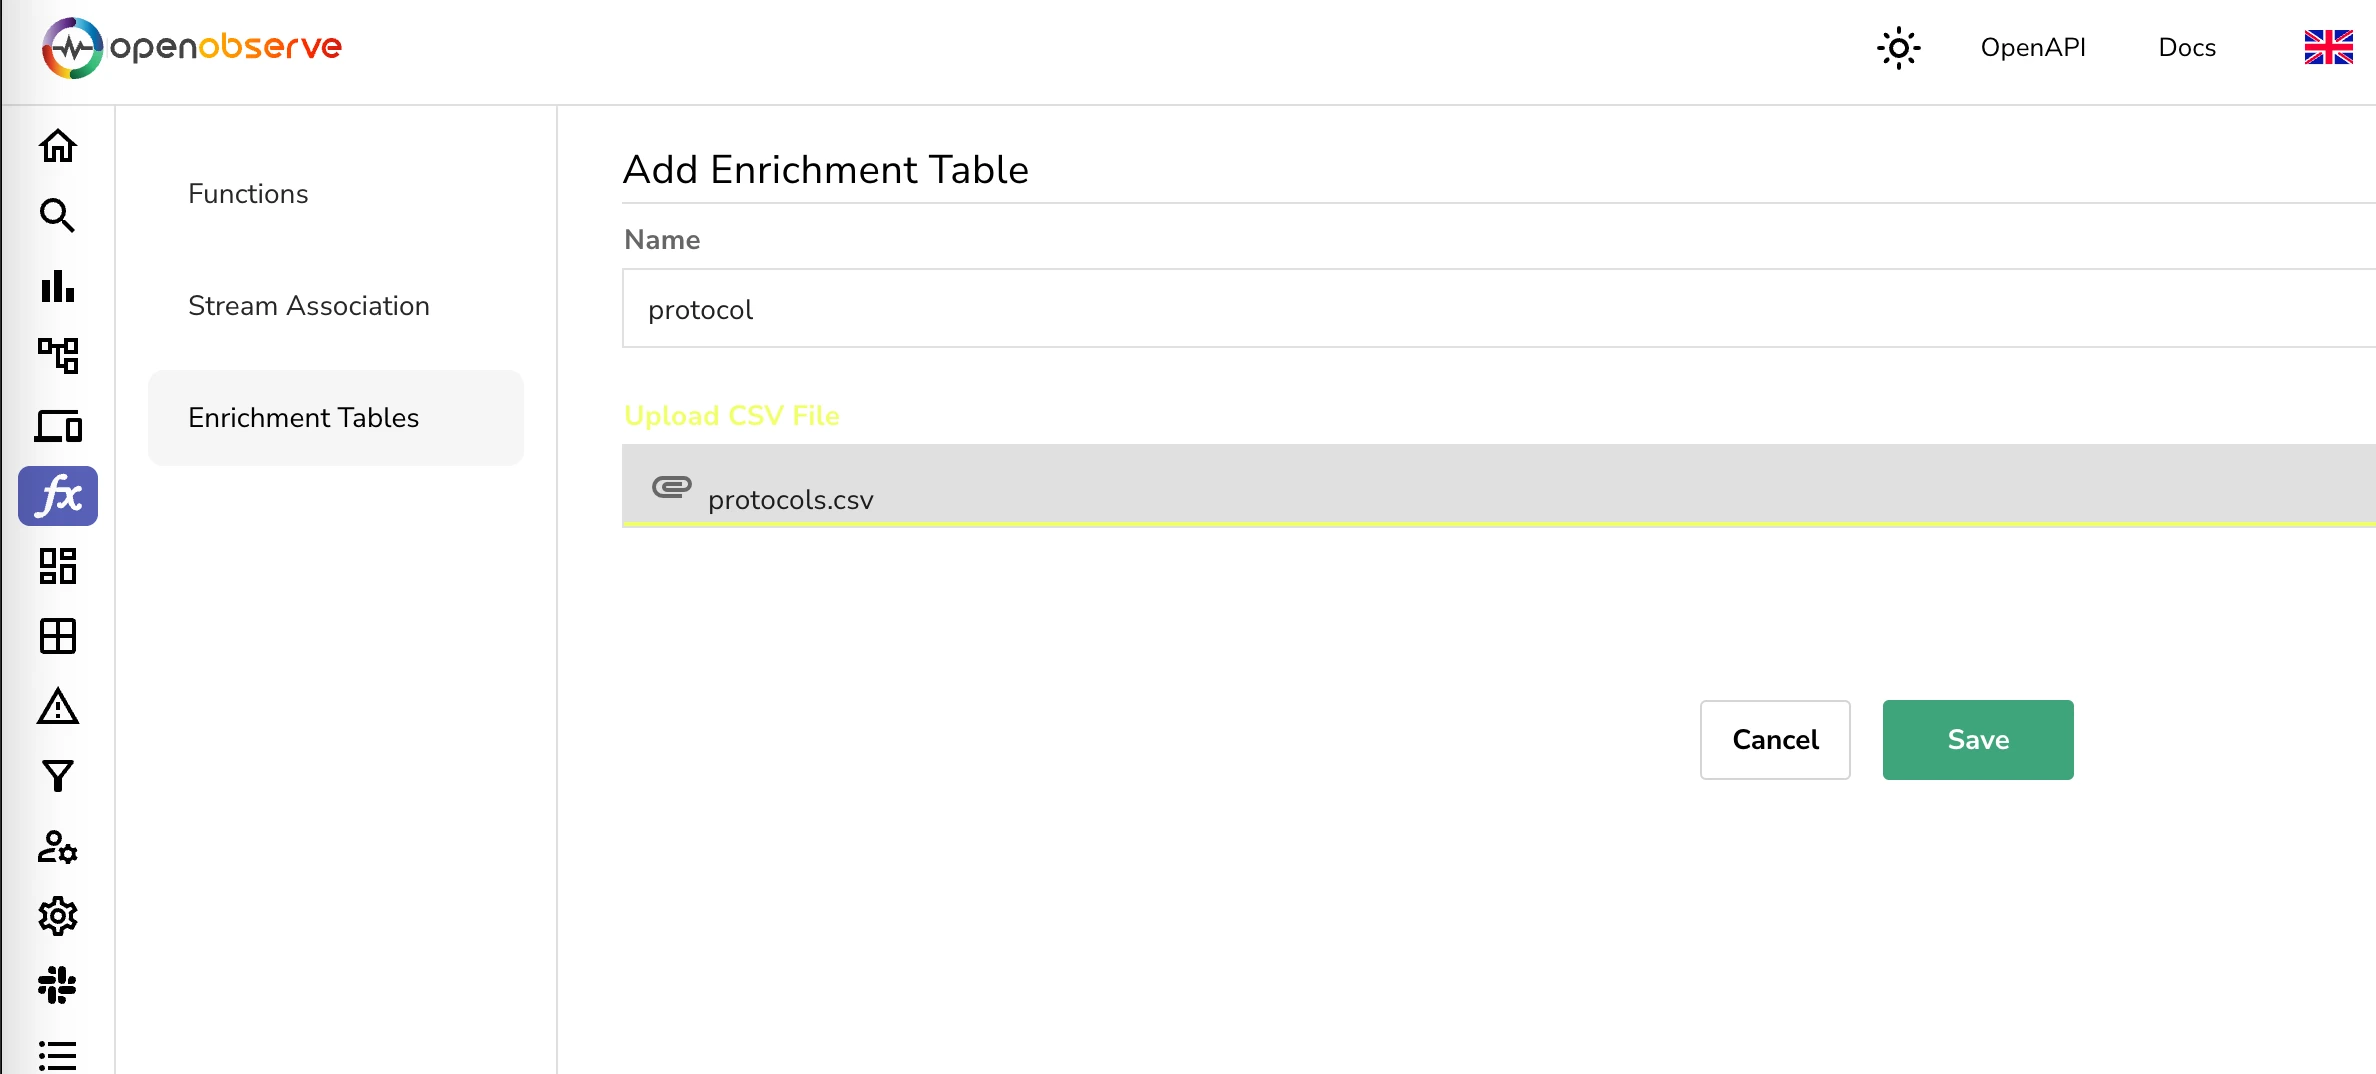 openobserve
OpenAPI
Docs
Functions
Stream Association
Enrichment Tables
Add Enrichment Table
Name
protocol
Upload CSV File
protocols.csv
Cancel
Save
fx